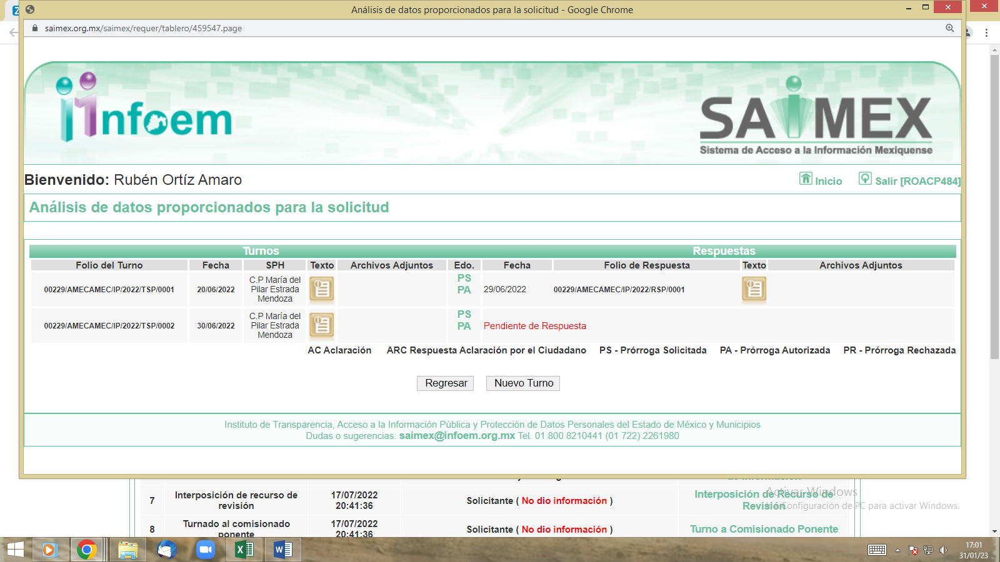 Análisis de datos proporcionados para la solicitud - Google Chrome
saimex.org.mx/saimex/requer/tablero/459547.page
infoem
SAIMEX
Sistema de Acceso a la Información Mexiquense
Bienvenido: Rubén Ortíz Amaro
Inicio Salir [ROACP484]
Análisis de datos proporcionados para la solicitud
Turnos Respuestas
Folio del Turno Fecha SPH Texto Archivos Adjuntos Edo. Fecha Folio de Respuesta Texto Archivos Adjuntos
00229/AMECAMEC/IP/2022/TSP/0001 20/06/2022 C.P María del Pilar Estrada Mendoza PS PA 29/06/2022 00229/AMECAMEC/IP/2022/RSP/0001
00229/AMECAMEC/IP/2022/TSP/0002 30/06/2022 C.P María del Pilar Estrada Mendoza PS PA Pendiente de Respuesta
AC Aclaración ARC Respuesta Aclaración por el Ciudadano PS - Prórroga Solicitada PA - Prórroga Autorizada PR - Prórroga Rechazada
Regresar Nuevo Turno
Instituto de Transparencia, Acceso a la Información Pública y Protección de Datos Personales del Estado de México y Municipios
Dudas o sugerencias: saimex@infoem.org.mx Tel. 01 800 8210441 (01 722) 2261980
7 Interposición de recurso de revisión 17/07/2022 20:41:36 Solicitante ( No dio información ) Interposición de Recurso de Revisión
Activar Windows
Configuración de PC para activar Windows.
8 Turnado al comisionado ponente 17/07/2022 20:41:36 Solicitante ( No dio información ) Turno a Comisionado Ponente
17:01
31/01/23